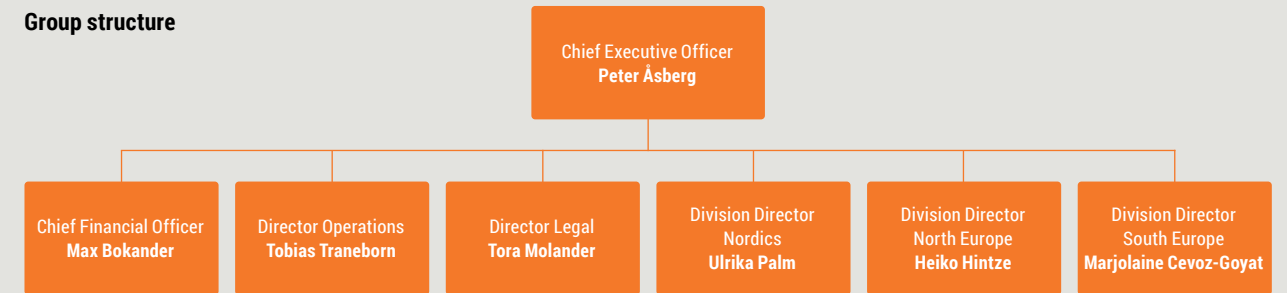 Group structure
Chief Executive Officer
Peter Åsberg
Chief Financial Officer
Max Bokander
Director Operations
Tobias Traneborn
Director Legal
Tora Molander
Division Director
Nordics
Ulrika Palm
Division Director
North Europe
Heiko Hintze
Division Director
South Europe
Marjolaine Cevoz-Goyat